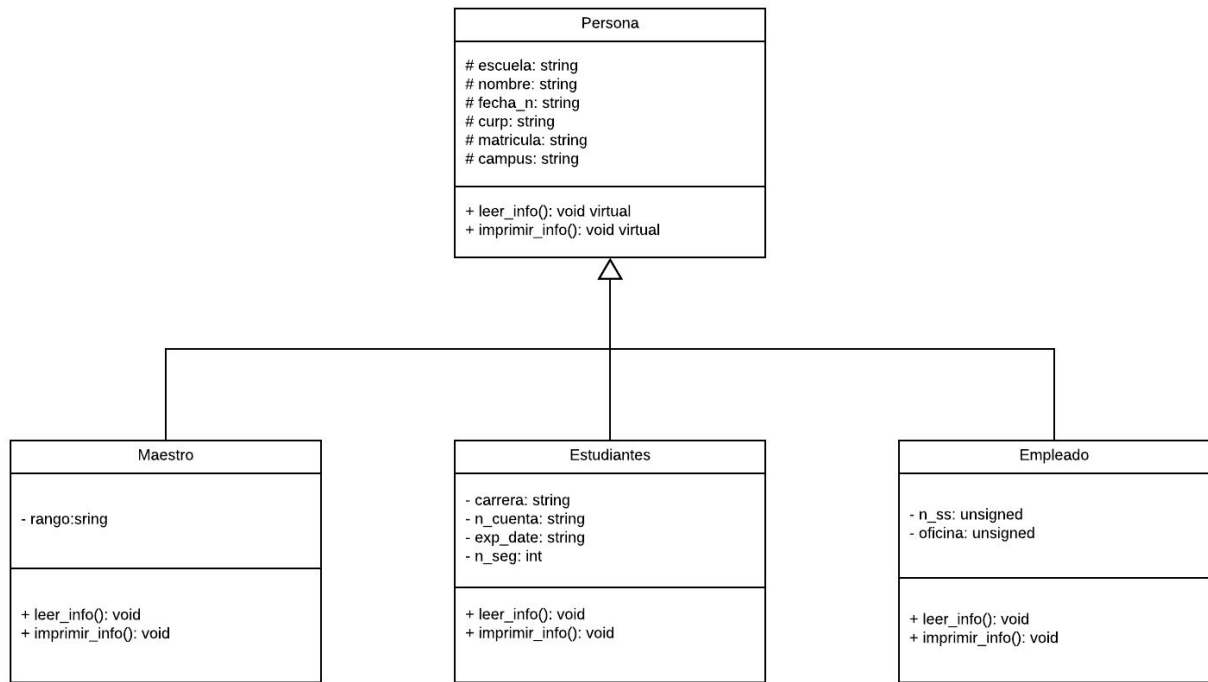 Persona
# escuela: string
# nombre: string
# fecha_n: string
# curp: string
# matricula: string
# campus: string
+ leer_info(): void virtual
+ imprimir_info(): void virtual
Maestro
- rango:sring
+ leer_info(): void
+ imprimir_info(): void
Estudiantes
- carrera: string
- n_cuenta: string
- exp_date: string
- n_seg: int
+ leer_info(): void
+ imprimir_info(): void
Empleado
- n_ss: unsigned
- oficina: unsigned
+ leer_info(): void
+ imprimir_info(): void